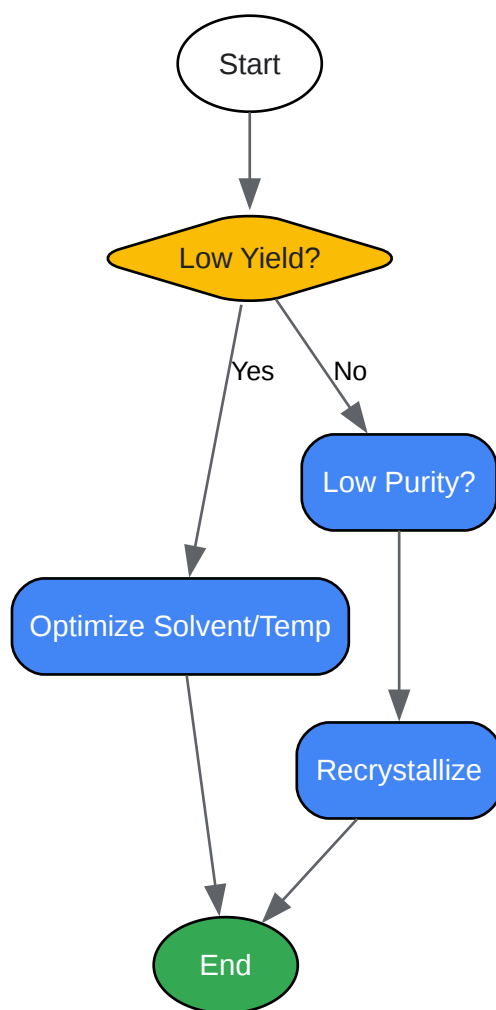 Start
Low Yield?
Yes
No
Low Purity?
Optimize Solvent/Temp
Recrystallize
End